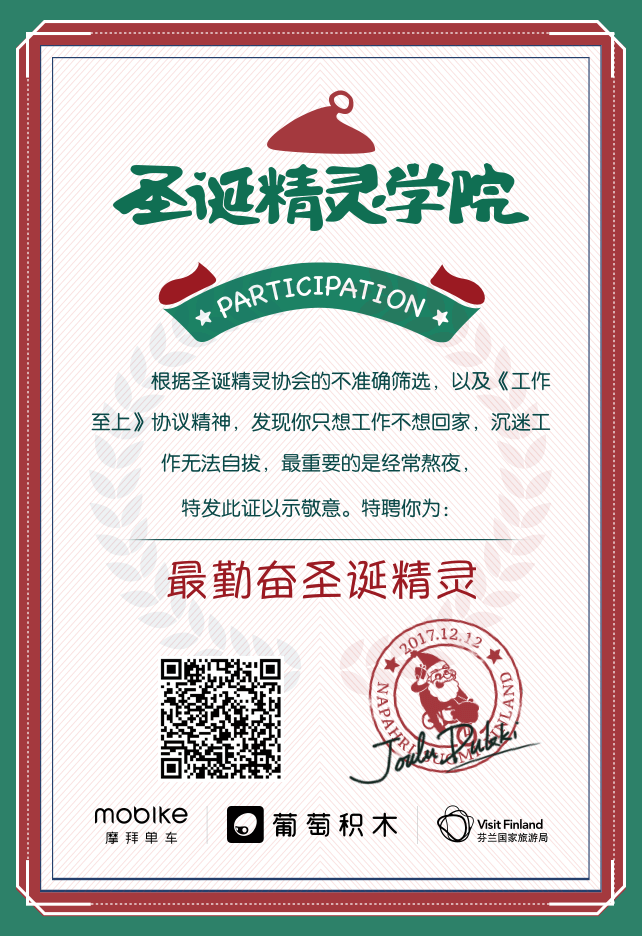 圣诞精灵学院
PARTICIPATION
根据圣诞精灵协会的不准确筛选，以及《工作
至上》协议精神，发现你只想工作不想回家，沉迷工
作无法自拔，最重要的是经常熬夜，
特发此证以示敬意。特聘你为：
最勤奋圣诞精灵
2017.12.12
NAPAHRI
FINLAND
mobike
摩拜单车
葡萄积木
Visit Finland
芬兰国家旅游局